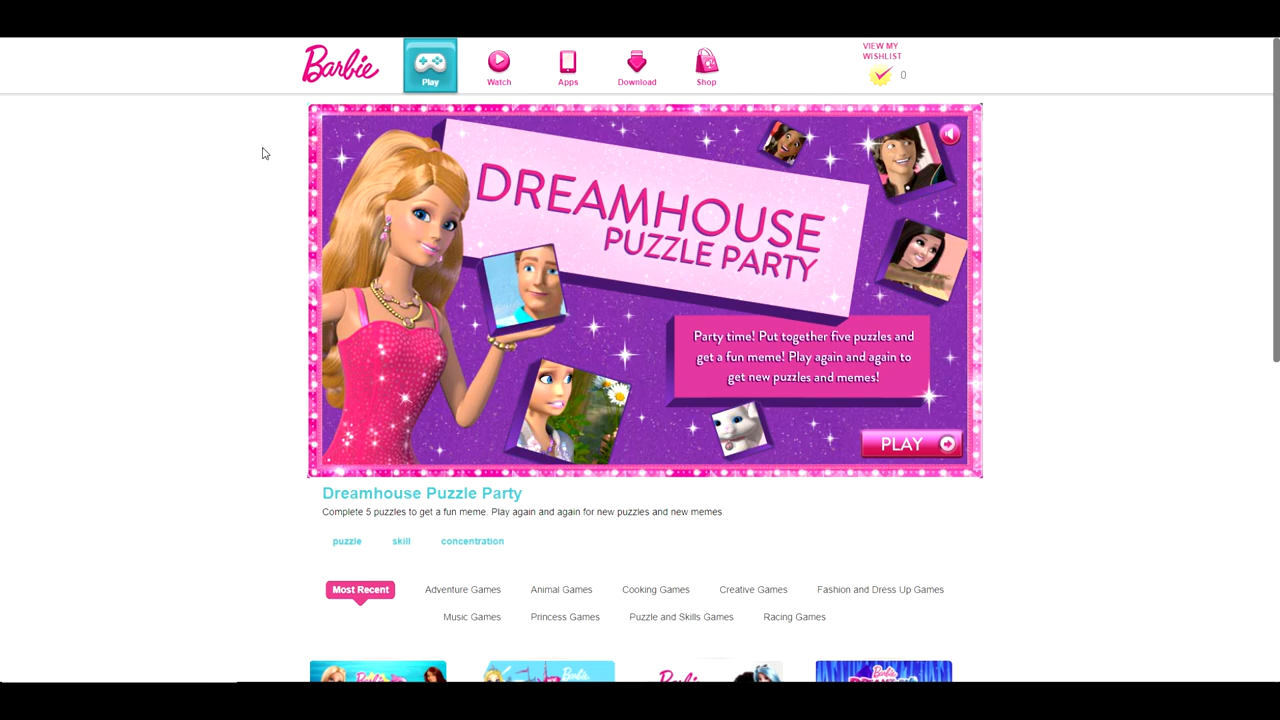 Barbie
Play
Watch
Apps
Download
Shop
VIEW MY
WISHLIST
0
DREAMHOUSE
PUZZLE PARTY
Party time! Put together five puzzles and
get a fun meme! Play again and again to
get new puzzles and memes!
PLAY
Dreamhouse Puzzle Party
Complete 5 puzzles to get a fun meme. Play again and again for new puzzles and new memes.
puzzle skill concentration
Most Recent Adventure Games Animal Games Cooking Games Creative Games Fashion and Dress Up Games
Music Games Princess Games Puzzle and Skills Games Racing Games
Barbie Barbie Barbie